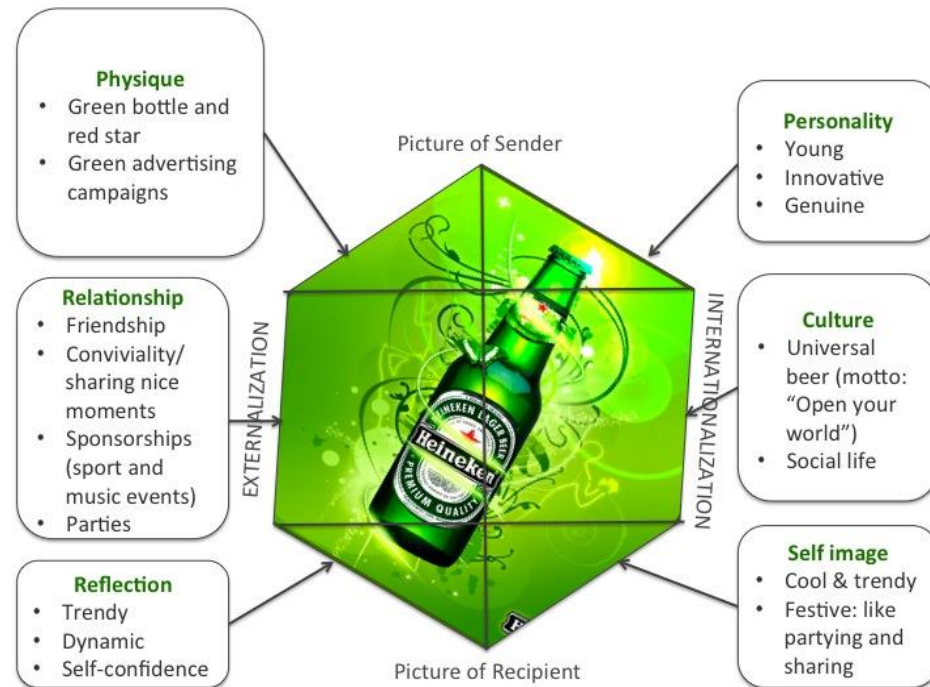 Physique
• Green bottle and
red star
• Green advertising
campaigns
Picture of Sender
Personality
• Young
• Innovative
• Genuine
Relationship
• Friendship
• Conviviality/
sharing nice
moments
• Sponsorships
(sport and
music events)
• Parties
EXTERNALIZATION
HEINEKEN LAGER BEER
Heineken
PREMIUM QUALITY
INTERNATIONALIZATION
Culture
• Universal
beer (motto:
“Open your
world”)
• Social life
Reflection
• Trendy
• Dynamic
• Self-confidence
Self image
• Cool & trendy
• Festive: like
partying and
sharing
Picture of Recipient